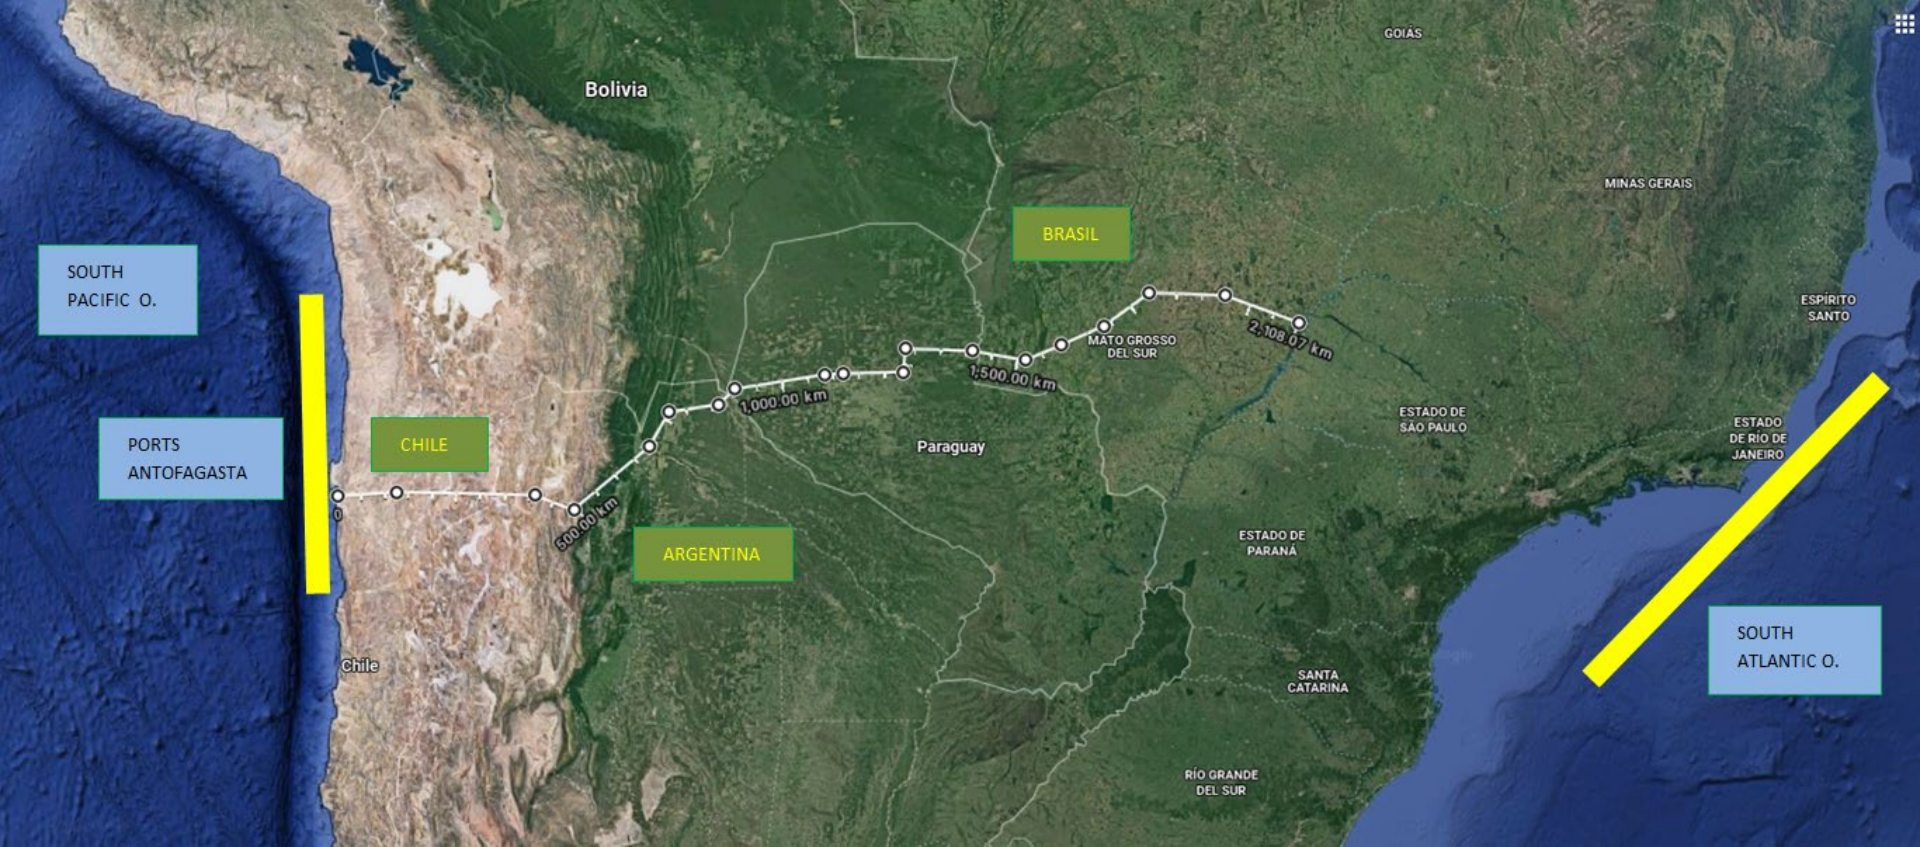 GOIÁS
Bolivia
MINAS GERAIS
BRASIL
SOUTH
PACIFIC O.
ESPÍRITO
SANTO
2,108.07 km
MATO GROSSO
DEL SUR
1,500.00 km
1,000.00 km
PORTS
ANTOFAGASTA
CHILE
Paraguay
ESTADO DE
SAO PAULO
ESTADO
DE RIO DE
JANEIRO
0
500.00 km
ARGENTINA
ESTADO DE
PARANÁ
SOUTH
ATLANTIC O.
Chile
SANTA
CATARINA
RÍO GRANDE
DEL SUR